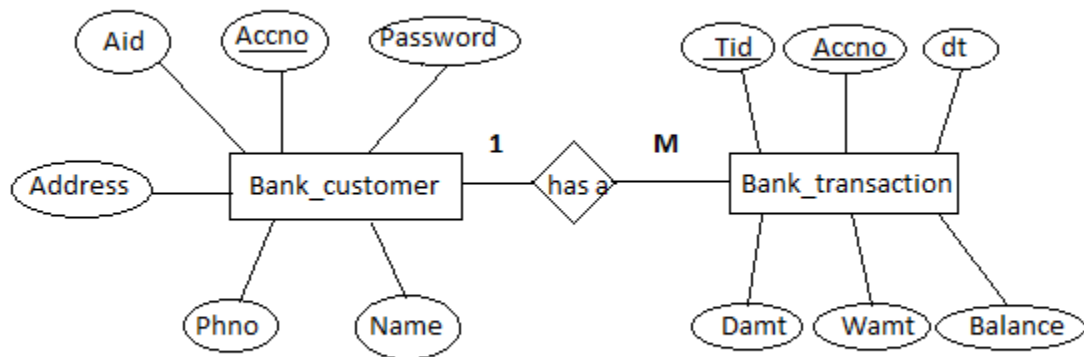 Aid
Accno
Password
Tid
Accno
dt
1
M
Address
Bank_customer
has a
Bank_transaction
Phno
Name
Damt
Wamt
Balance